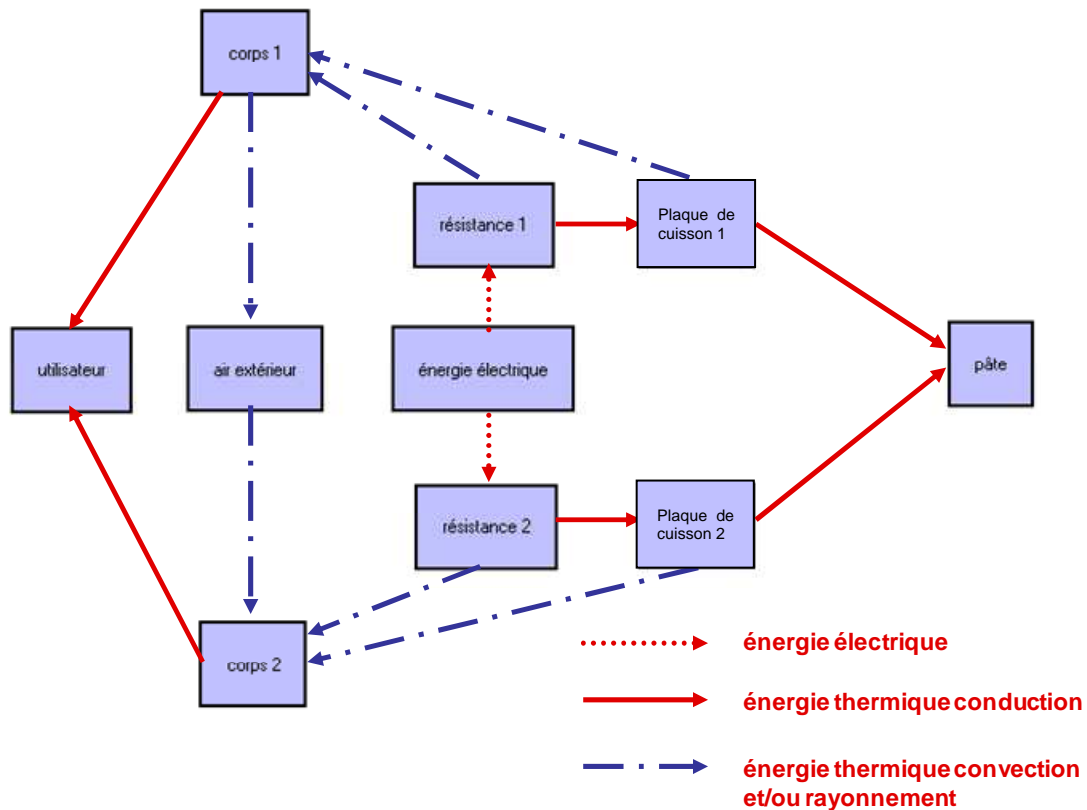 corps 1
résistance 1
Plaque de
cuisson 1
utilisateur
air extérieur
énergie électrique
pâte
résistance 2
Plaque de
cuisson 2
corps 2
énergie électrique
énergie thermique conduction
énergie thermique convection
et/ou rayonnement